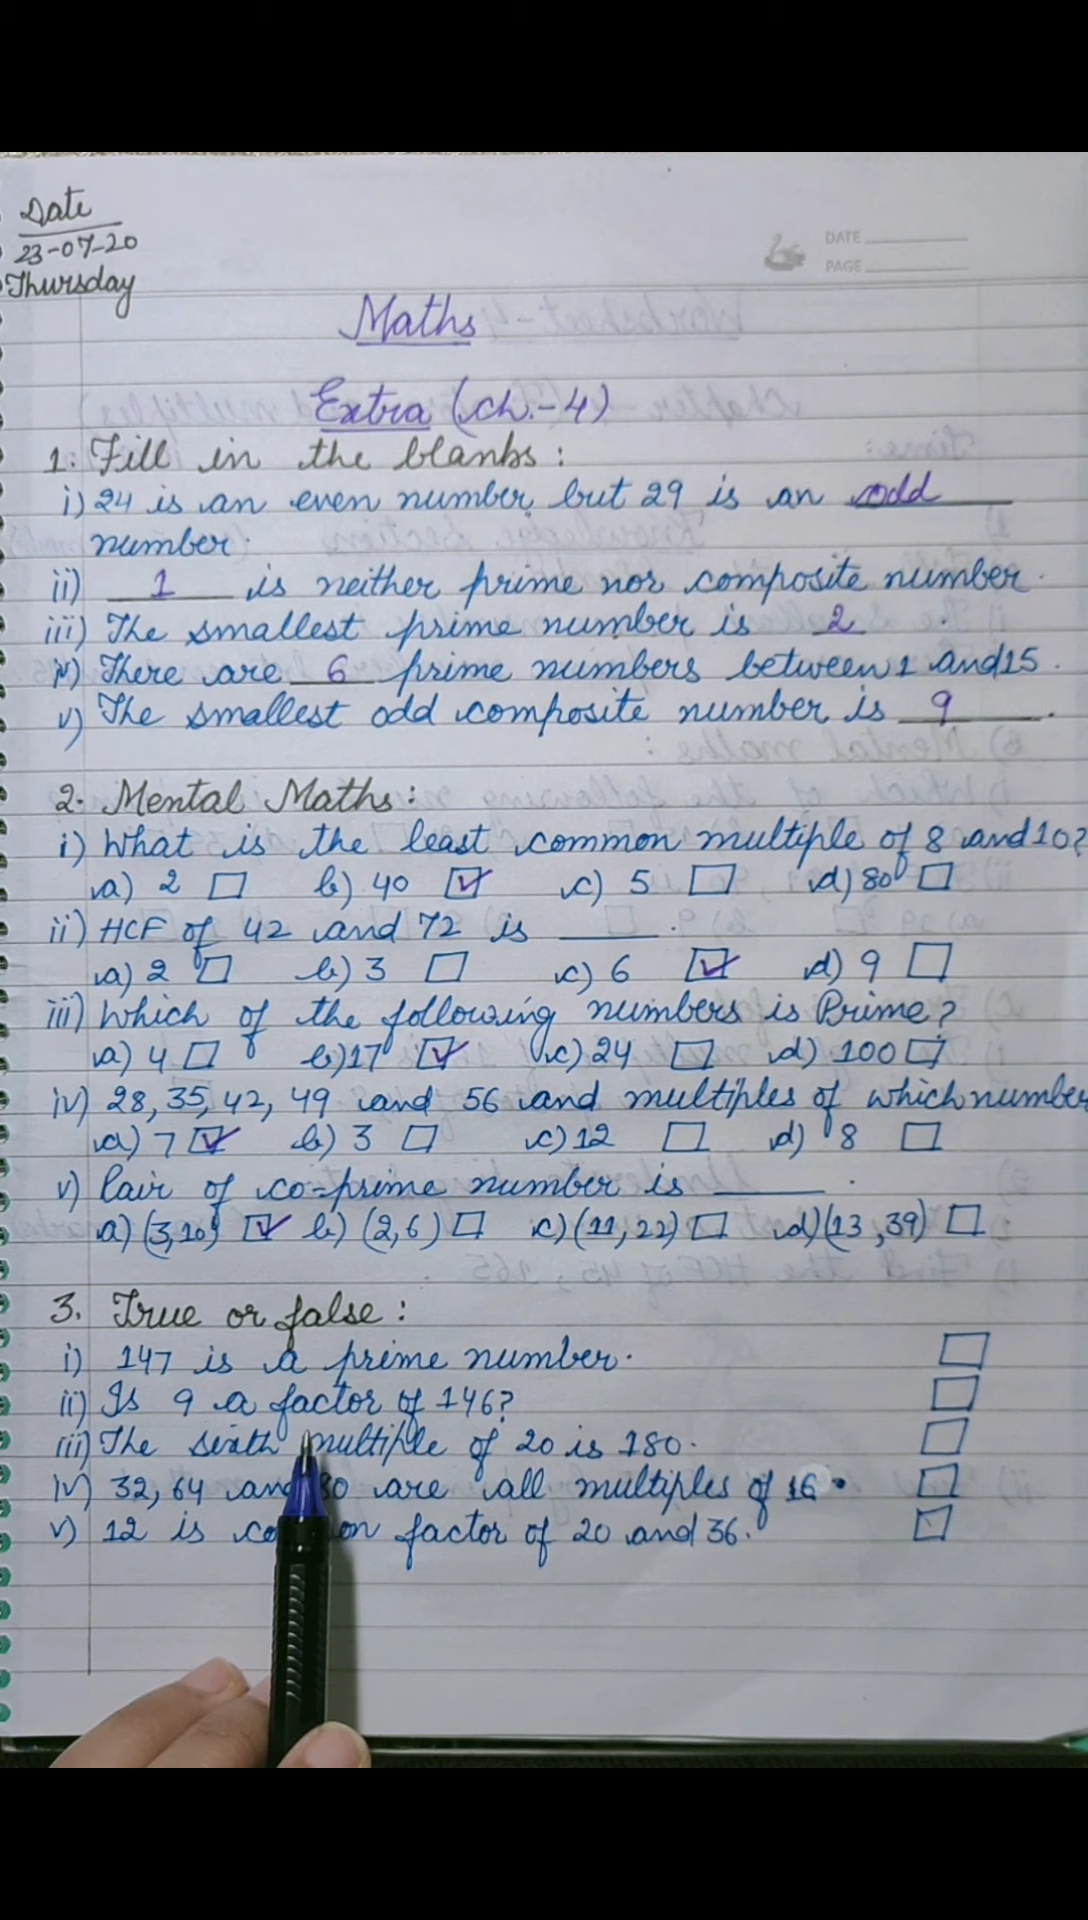 Date
23-07-20
Thursday
DATE
PAGE
Maths
Extra (ch.-4)
1. Fill in the blanks:
i) 24 is an even number but 29 is an odd
number.
ii) 1 is neither prime nor composite number.
iii) The smallest prime number is 2.
iv) There are 6 prime numbers between 1 and 15.
v) The smallest odd composite number is 9.
2. Mental Maths:
i) What is the least common multiple of 8 and 10?
a) 2 ☐ b) 40 ☑ c) 5 ☐ d) 80 ☐
ii) HCF of 42 and 72 is ______.
a) 2 ☐ b) 3 ☐ c) 6 ☑ d) 9 ☐
iii) Which of the following numbers is Prime?
a) 4 ☐ b) 17 ☑ c) 24 ☐ d) 100 ☐
iv) 28, 35, 42, 49 and 56 and multiples of which number
a) 7 ☑ b) 3 ☐ c) 12 ☐ d) 8 ☐
v) Pair of co-prime number is ______.
a) (3,10) ☑ b) (2,6) ☐ c) (11,22) ☐ d) (13,39) ☐
3. True or false:
i) 147 is a prime number. ☐
ii) Is 9 a factor of 146? ☐
iii) The sixth multiple of 20 is 180. ☐
iv) 32, 64 and 80 are all multiples of 16. ☐
v) 12 is common factor of 20 and 36. ☐